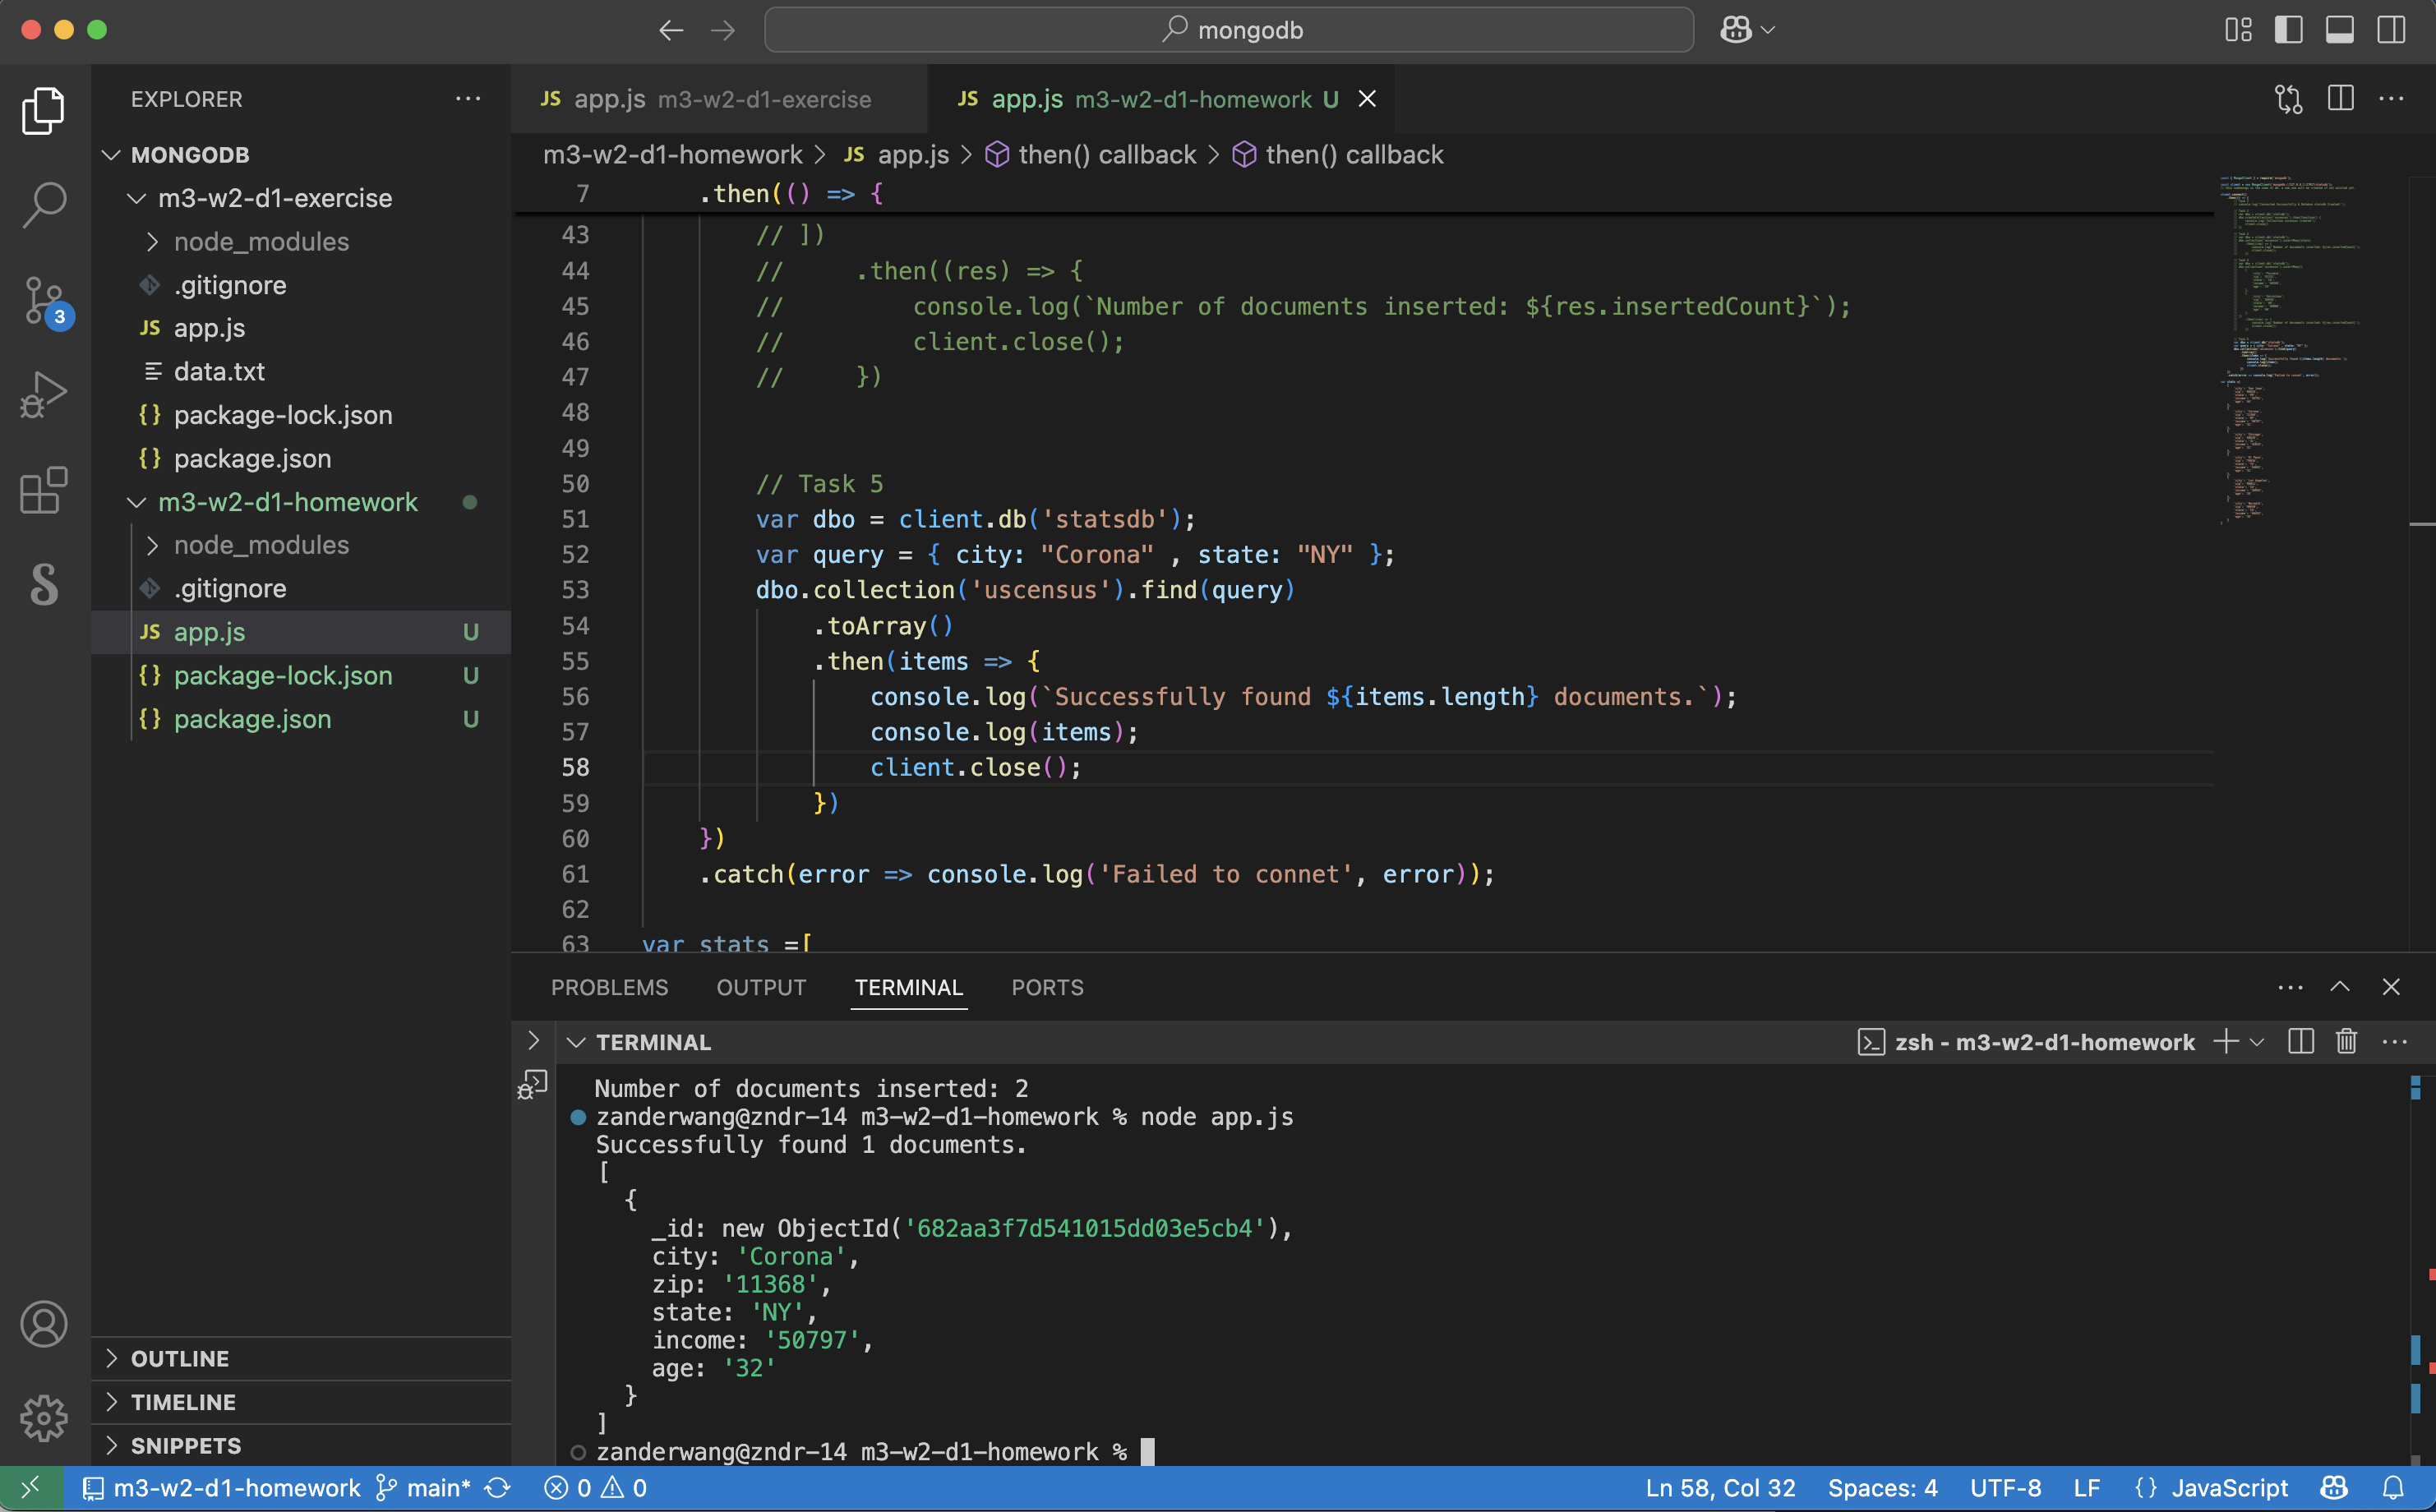 mongodb
EXPLORER
MONGODB
m3-w2-d1-exercise
node_modules
.gitignore
JS app.js
data.txt
{} package-lock.json
{} package.json
m3-w2-d1-homework
node_modules
.gitignore
JS app.js U
{} package-lock.json U
{} package.json U
3
OUTLINE
TIMELINE
SNIPPETS
JS app.js m3-w2-d1-exercise
JS app.js m3-w2-d1-homework U
m3-w2-d1-homework > JS app.js > then() callback > then() callback
7 .then(() => {
43 // ])
44 // .then((res) => {
45 // console.log(`Number of documents inserted: ${res.insertedCount}`);
46 // client.close();
47 // })
48
49
50 // Task 5
51 var dbo = client.db('statsdb');
52 var query = { city: "Corona" , state: "NY" };
53 dbo.collection('uscensus').find(query)
54 .toArray()
55 .then(items => {
56 console.log(`Successfully found ${items.length} documents.`);
57 console.log(items);
58 client.close();
59 })
60 })
61 .catch(error => console.log('Failed to connet', error));
62
63 var stats =[
PROBLEMS OUTPUT TERMINAL PORTS
TERMINAL
zsh - m3-w2-d1-homework
Number of documents inserted: 2
zanderwang@zndr-14 m3-w2-d1-homework % node app.js
Successfully found 1 documents.
[
{
_id: new ObjectId('682aa3f7d541015dd03e5cb4'),
city: 'Corona',
zip: '11368',
state: 'NY',
income: '50797',
age: '32'
}
]
zanderwang@zndr-14 m3-w2-d1-homework %
m3-w2-d1-homework main* 0 0 Ln 58, Col 32 Spaces: 4 UTF-8 LF {} JavaScript